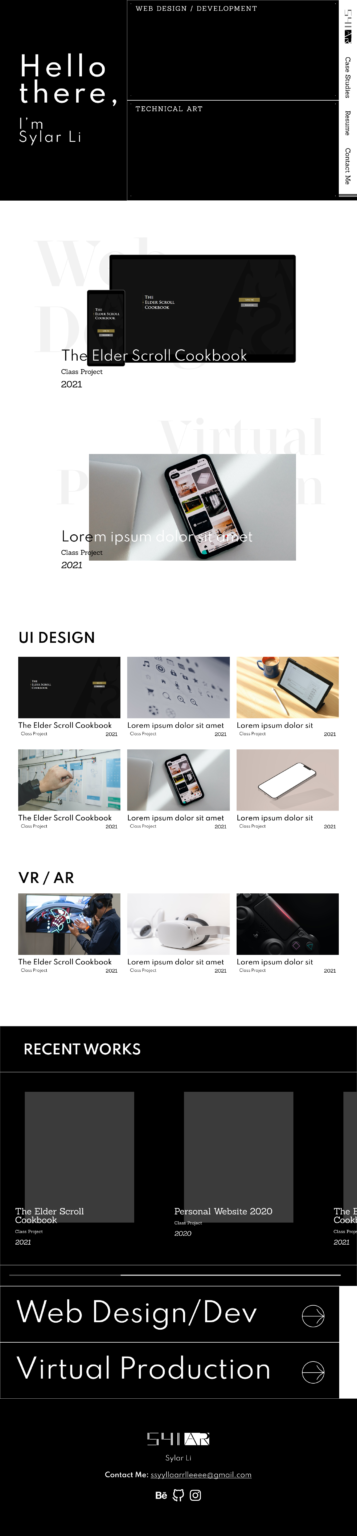 WEB DESIGN / DEVELOPMENT
Hello
there,
I'm
Sylar Li
TECHNICAL ART
Case Studies
Resume
Contact Me
Web
D
THE
ELDER SCROLL
COOKBOOK
THE
ELDER SCROLL
COOKBOOK
The Elder Scroll Cookbook
Class Project
2021
Virtual
P n
Lorem ipsum dolor sit amet
Class Project
2021
UI DESIGN
The Elder Scroll Cookbook
Class Project 2021
Lorem ipsum dolor sit amet
Class Project 2021
Lorem ipsum dolor sit
Class Project 2021
The Elder Scroll Cookbook
Class Project 2021
Lorem ipsum dolor sit amet
Class Project 2021
Lorem ipsum dolor sit
Class Project 2021
VR / AR
The Elder Scroll Cookbook
Class Project 2021
Lorem ipsum dolor sit amet
Class Project 2021
Lorem ipsum dolor sit
Class Project 2021
RECENT WORKS
The Elder Scroll
Cookbook
Class Project
2021
Personal Website 2020
Class Project
2020
The E
Cookb
Class Project
2021
Web Design/Dev
Virtual Production
Sylar Li
Contact Me: ssyyllaarrlleeee@gmail.com
Bē